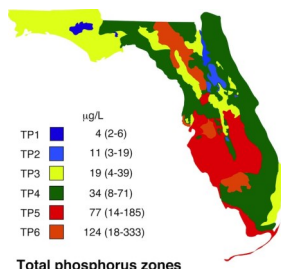 µg/L
TP1 4 (2-6)
TP2 11 (3-19)
TP3 19 (4-39)
TP4 34 (8-71)
TP5 77 (14-185)
TP6 124 (18-333)
Total phosphorus zones